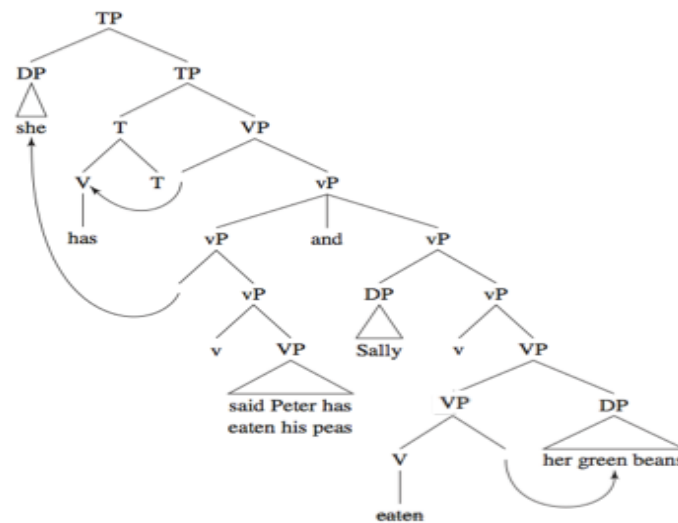 TP
DP TP
she T VP
V T vP
has vP and vP
vP DP vP
v VP Sally v VP
said Peter has
eaten his peas
VP DP
V her green beans
eaten